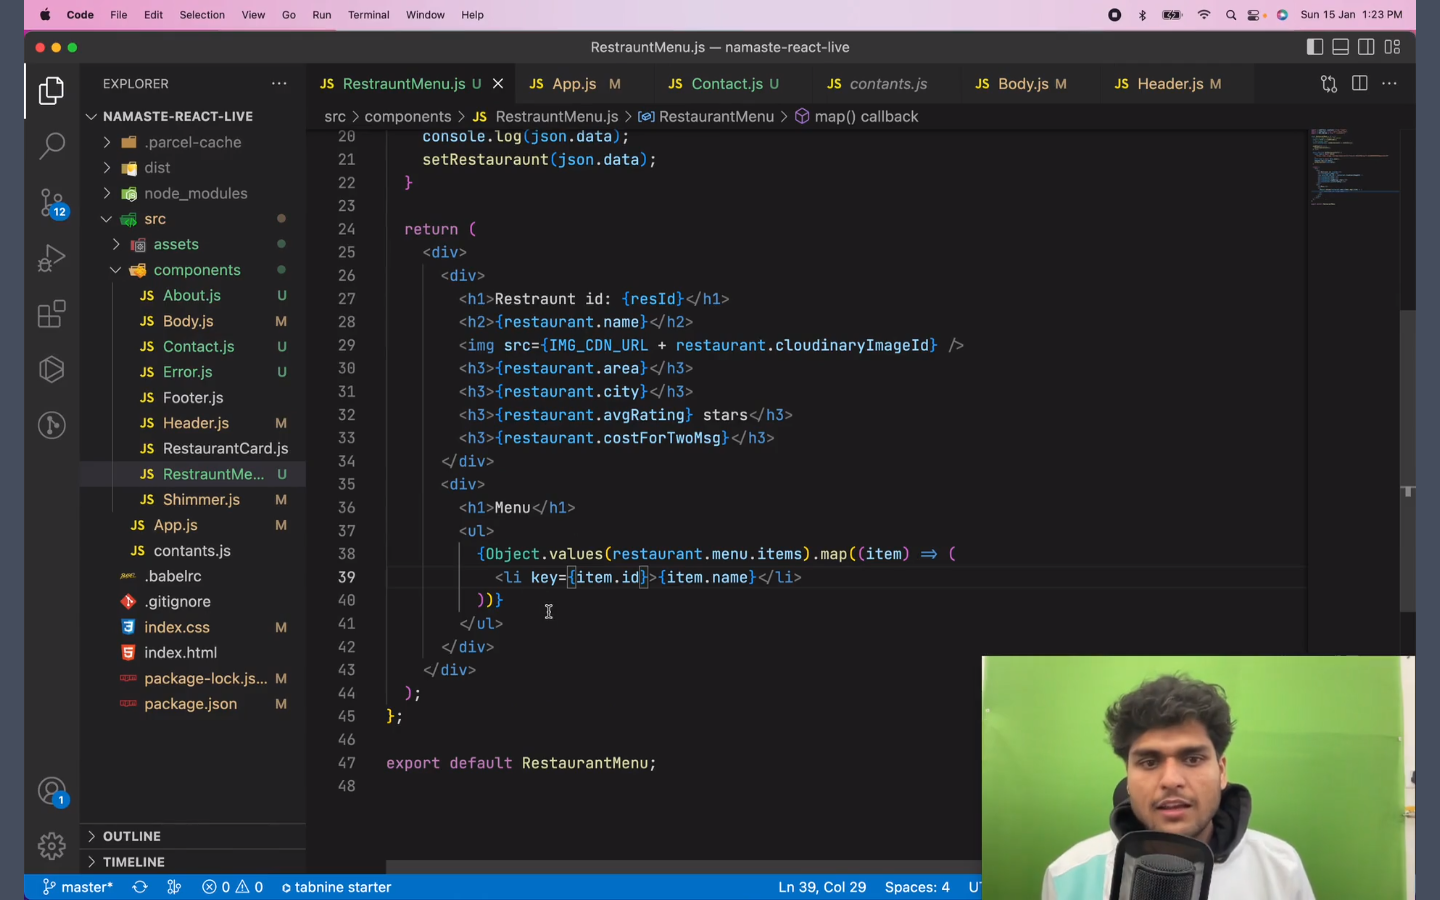 Code File Edit Selection View Go Run Terminal Window Help Sun 15 Jan 1:23 PM
RestrauntMenu.js — namaste-react-live
EXPLORER
RestrauntMenu.js U App.js M Contact.js U contants.js Body.js M Header.js M
src > components > RestrauntMenu.js > RestaurantMenu > map() callback
NAMASTE-REACT-LIVE
.parcel-cache
dist
node_modules
src
assets
components
About.js U
Body.js M
Contact.js U
Error.js U
Footer.js
Header.js M
RestaurantCard.js
RestrauntMe... U
Shimmer.js M
App.js M
contants.js
.babelrc
.gitignore
index.css M
index.html
package-lock.js... M
package.json M
OUTLINE
TIMELINE
12
1
20 console.log(json.data);
21 setRestauraunt(json.data);
22 }
23
24 return (
25 <div>
26 <div>
27 <h1>Restraunt id: {resId}</h1>
28 <h2>{restaurant.name}</h2>
29 <img src={IMG_CDN_URL + restaurant.cloudinaryImageId} />
30 <h3>{restaurant.area}</h3>
31 <h3>{restaurant.city}</h3>
32 <h3>{restaurant.avgRating} stars</h3>
33 <h3>{restaurant.costForTwoMsg}</h3>
34 </div>
35 <div>
36 <h1>Menu</h1>
37 <ul>
38 {Object.values(restaurant.menu.items).map((item) => (
39 <li key={item.id}>{item.name}</li>
40 ))}
41 </ul>
42 </div>
43 </div>
44 );
45 };
46
47 export default RestaurantMenu;
48
master* 0 0 tabnine starter Ln 39, Col 29 Spaces: 4